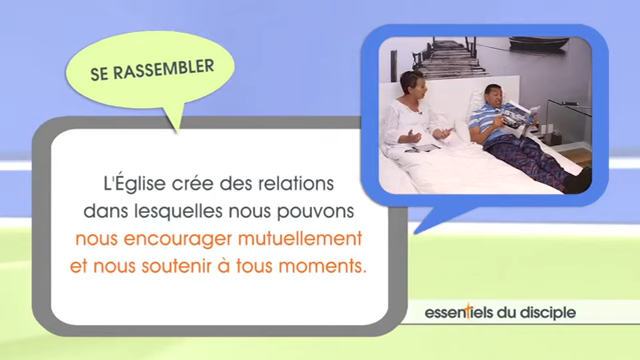 SE RASSEMBLER
L'Église crée des relations
dans lesquelles nous pouvons
nous encourager mutuellement
et nous soutenir à tous moments.
essentiels du disciple